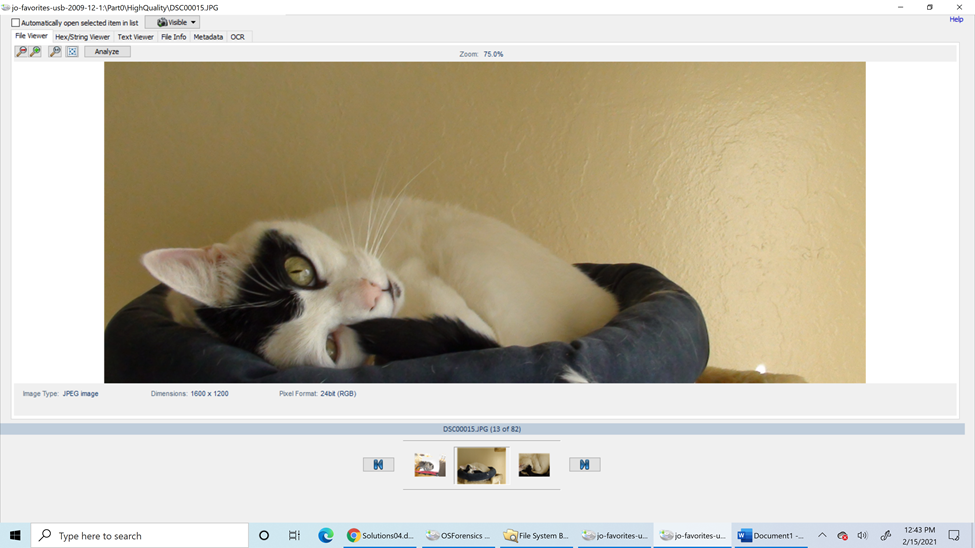 jo-favorites-usb-2009-12-1:\Part0\HighQuality\DSC00015.JPG
Help
Automatically open selected item in list
Visible
File Viewer Hex/String Viewer Text Viewer File Info Metadata OCR
Analyze
Zoom: 75.0%
Image Type: JPEG image Dimensions: 1600 x 1200 Pixel Format: 24bit (RGB)
DSC00015.JPG (13 of 82)
Type here to search
Solutions04.d... OSForensics ... File System B... jo-favorites-u... jo-favorites-u... Document1 -...
12:43 PM
2/15/2021